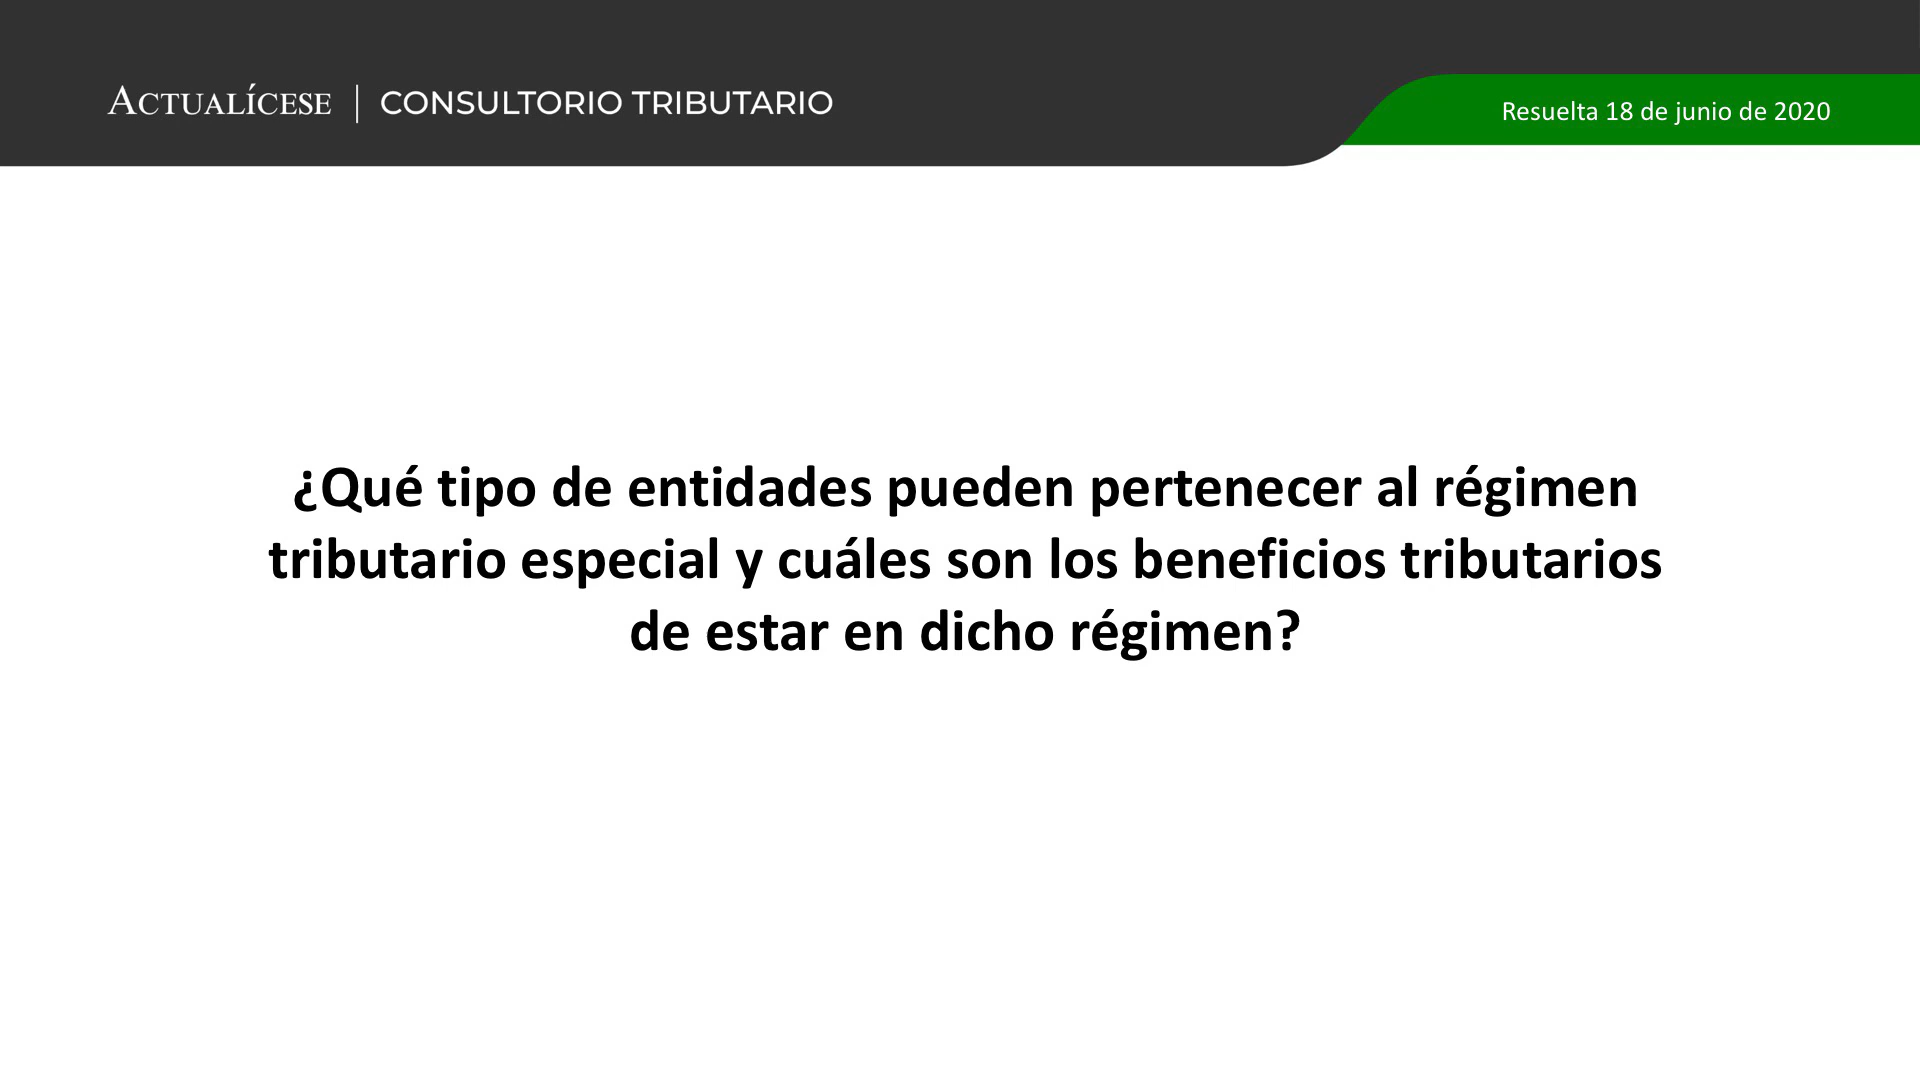 ACTUALÍCESE | CONSULTORIO TRIBUTARIO
Resuelta 18 de junio de 2020
¿Qué tipo de entidades pueden pertenecer al régimen
tributario especial y cuáles son los beneficios tributarios
de estar en dicho régimen?